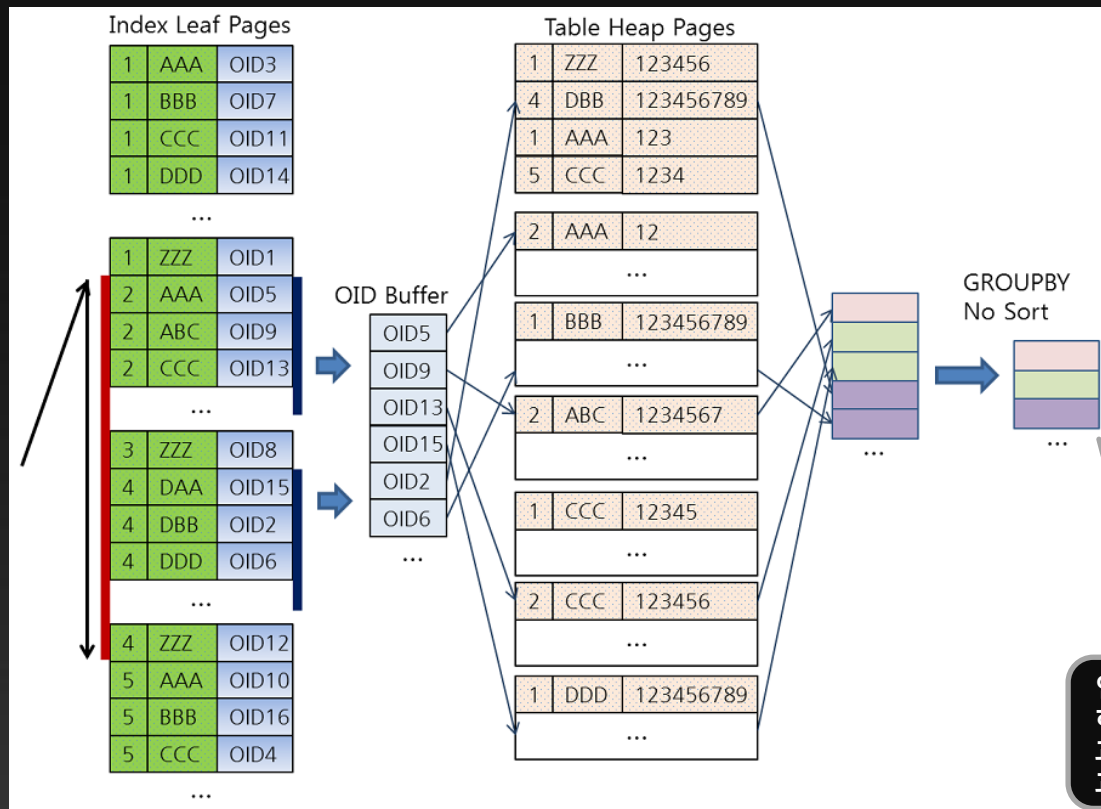 Index Leaf Pages
1 AAA OID3
1 BBB OID7
1 CCC OID11
1 DDD OID14
...
1 ZZZ OID1
2 AAA OID5
2 ABC OID9
2 CCC OID13
...
3 ZZZ OID8
4 DAA OID15
4 DBB OID2
4 DDD OID6
...
4 ZZZ OID12
5 AAA OID10
5 BBB OID16
5 CCC OID4
...
OID Buffer
OID5
OID9
OID13
OID15
OID2
OID6
...
Table Heap Pages
1 ZZZ 123456
4 DBB 123456789
1 AAA 123
5 CCC 1234
2 AAA 12
...
1 BBB 123456789
...
2 ABC 1234567
...
1 CCC 12345
...
2 CCC 123456
...
1 DDD 123456789
...
...
GROUPBY
No Sort
...